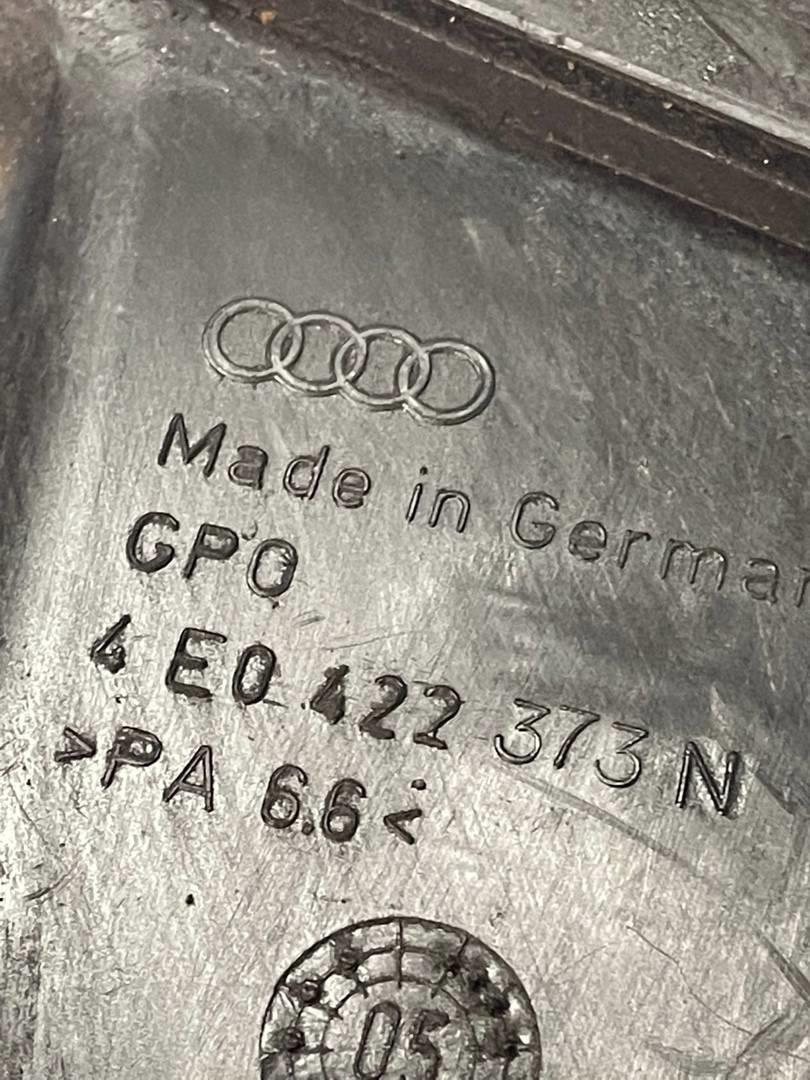 Made in German
GPO
4E0 422 373 N
>PA 6.6<
05